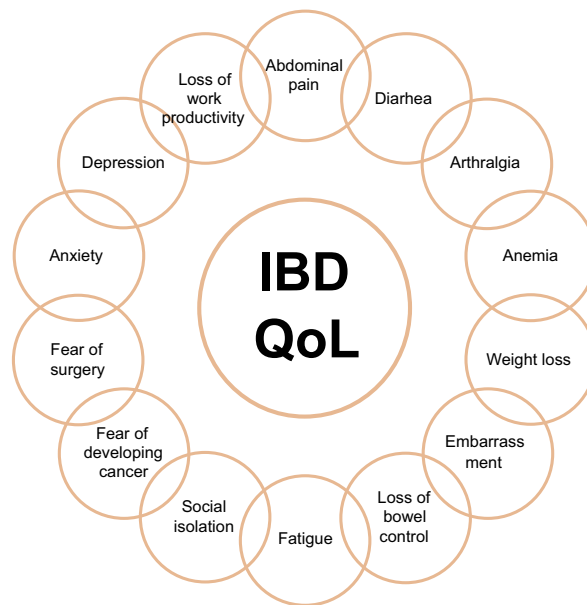 Abdominal
pain
Diarhea
Arthralgia
Anemia
Weight loss
Embarrass
ment
Loss of
bowel
control
Fatigue
Social
isolation
Fear of
developing
cancer
Fear of
surgery
Anxiety
Depression
Loss of
work
productivity
IBD
QoL